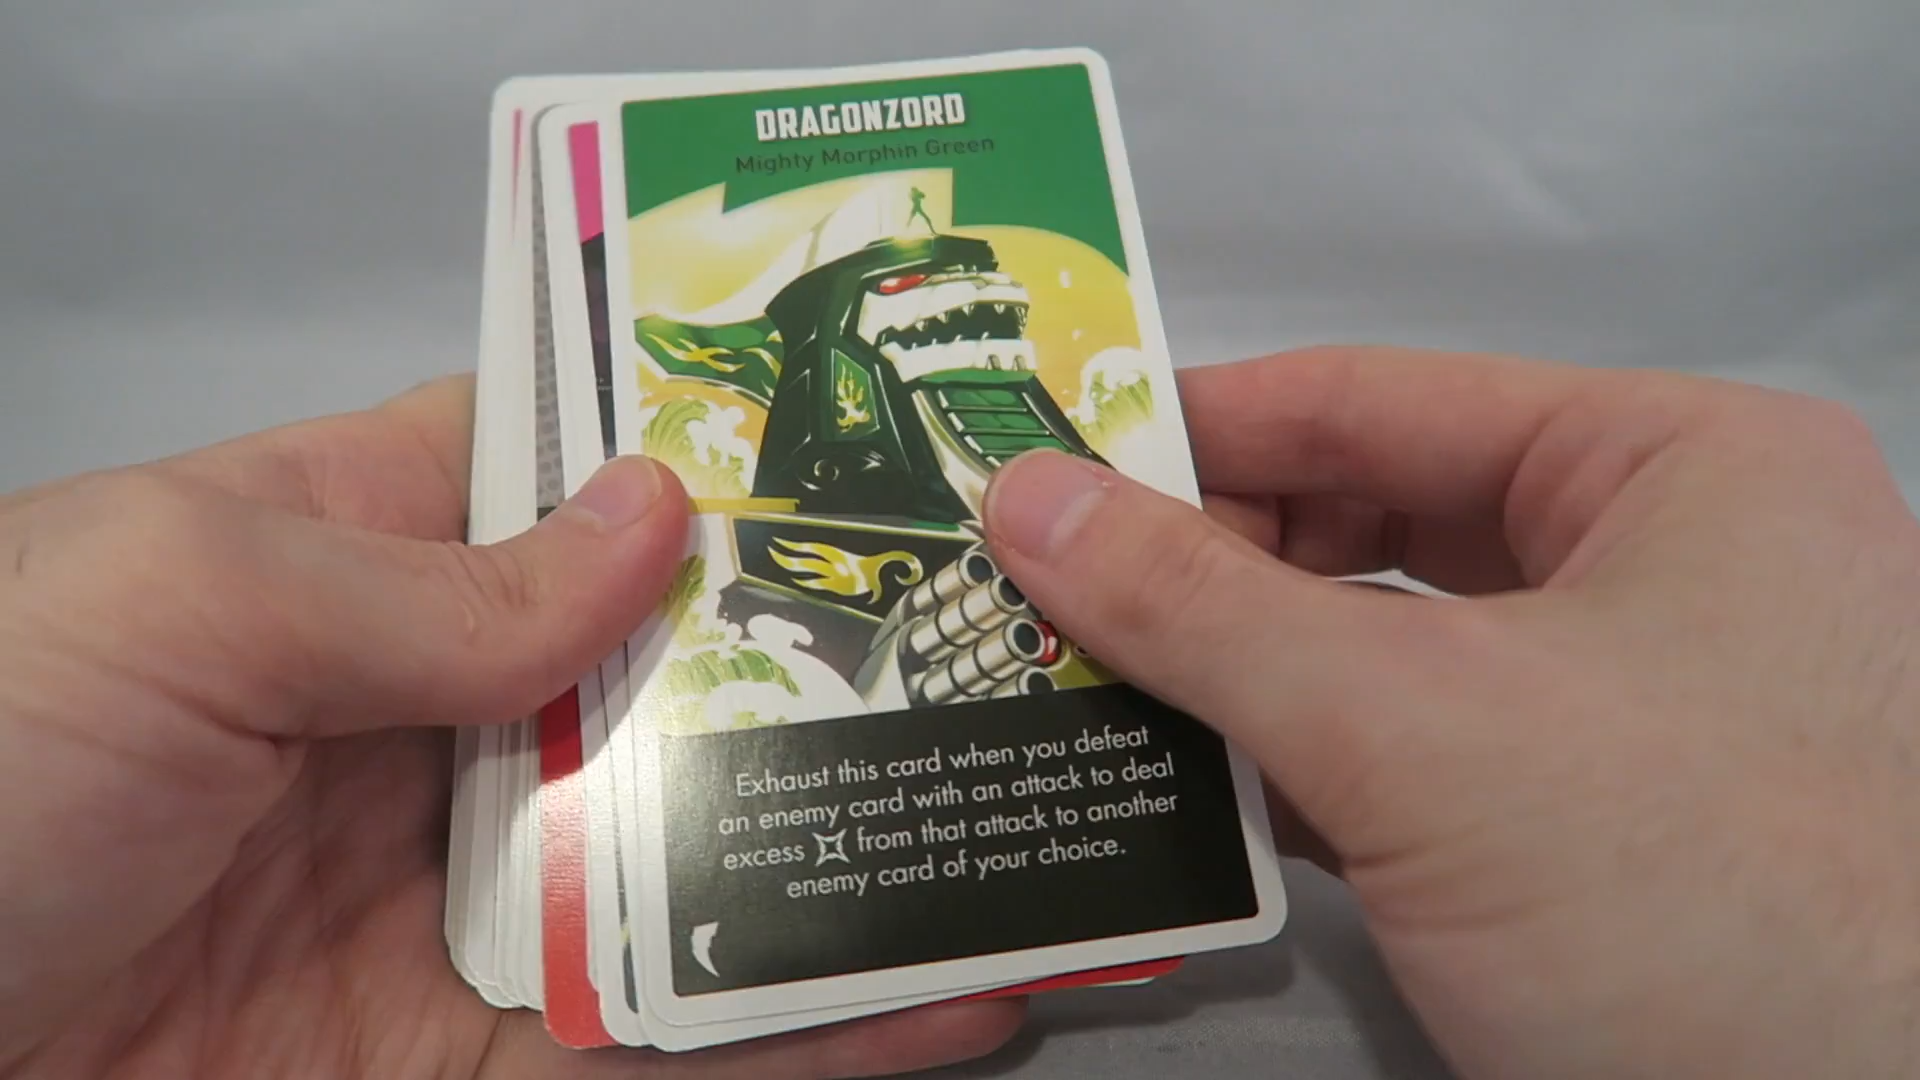 DRAGONZORD
Mighty Morphin Green
Exhaust this card when you defeat
an enemy card with an attack to deal
excess from that attack to another
enemy card of your choice.